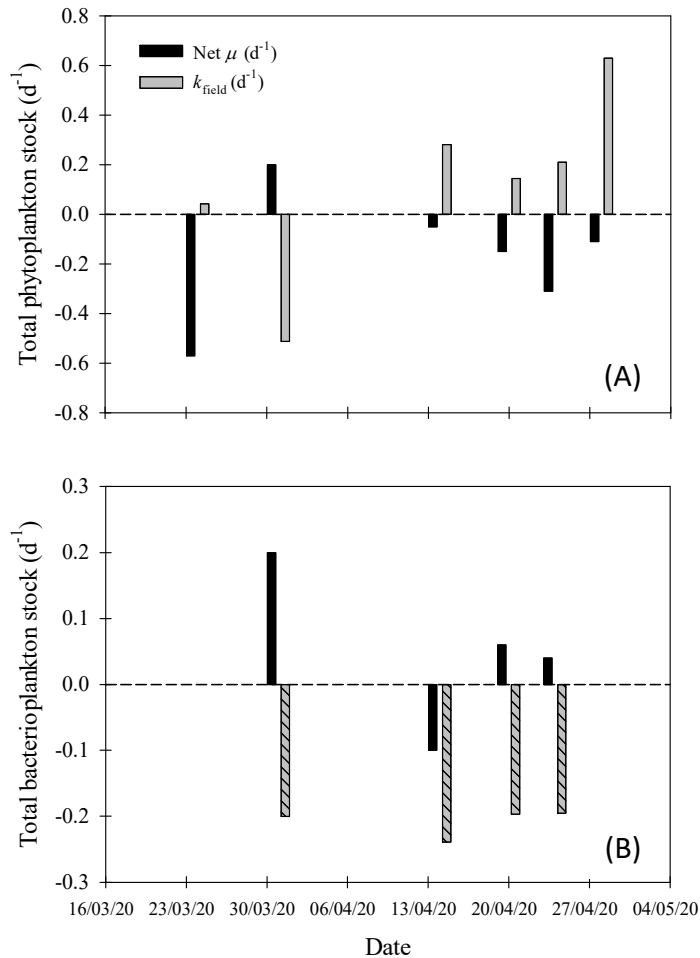 0.8
0.6
0.4
0.2
0.0
-0.2
-0.4
-0.6
-0.8
Total phytoplankton stock (d⁻¹)
Net μ (d⁻¹)
k_field (d⁻¹)
(A)
0.3
0.2
0.1
0.0
-0.1
-0.2
-0.3
Total bacterioplankton stock (d⁻¹)
(B)
16/03/20 23/03/20 30/03/20 06/04/20 13/04/20 20/04/20 27/04/20 04/05/20
Date